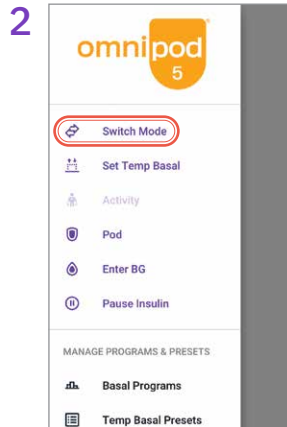 2
omnipod
5
Switch Mode
Set Temp Basal
Activity
Pod
Enter BG
Pause Insulin
MANAGE PROGRAMS & PRESETS
Basal Programs
Temp Basal Presets